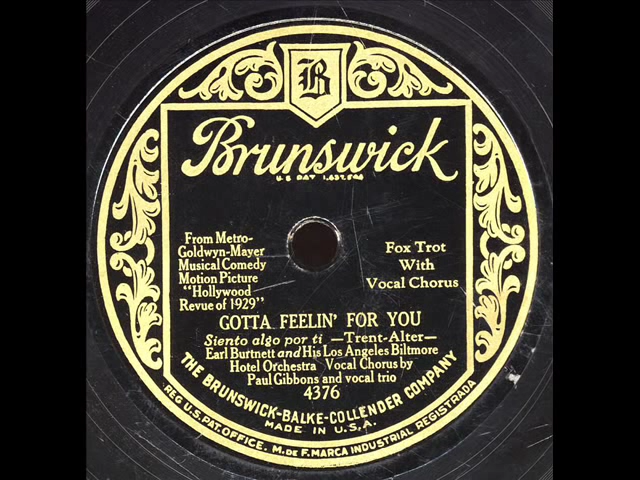 B
Brunswick
U S PAT 1,637,544
From Metro-
Goldwyn-Mayer
Musical Comedy
Motion Picture
"Hollywood
Revue of 1929"
Fox Trot
With
Vocal Chorus
GOTTA FEELIN' FOR YOU
Siento algo por ti —Trent-Alter—
Earl Burtnett and His Los Angeles Biltmore
Hotel Orchestra Vocal Chorus by
Paul Gibbons and vocal trio
4376
THE BRUNSWICK-BALKE-COLLENDER COMPANY
MADE IN U.S.A.
REG U.S.PAT.OFFICE. M. DE F. MARCA INDUSTRIAL REGISTRADA